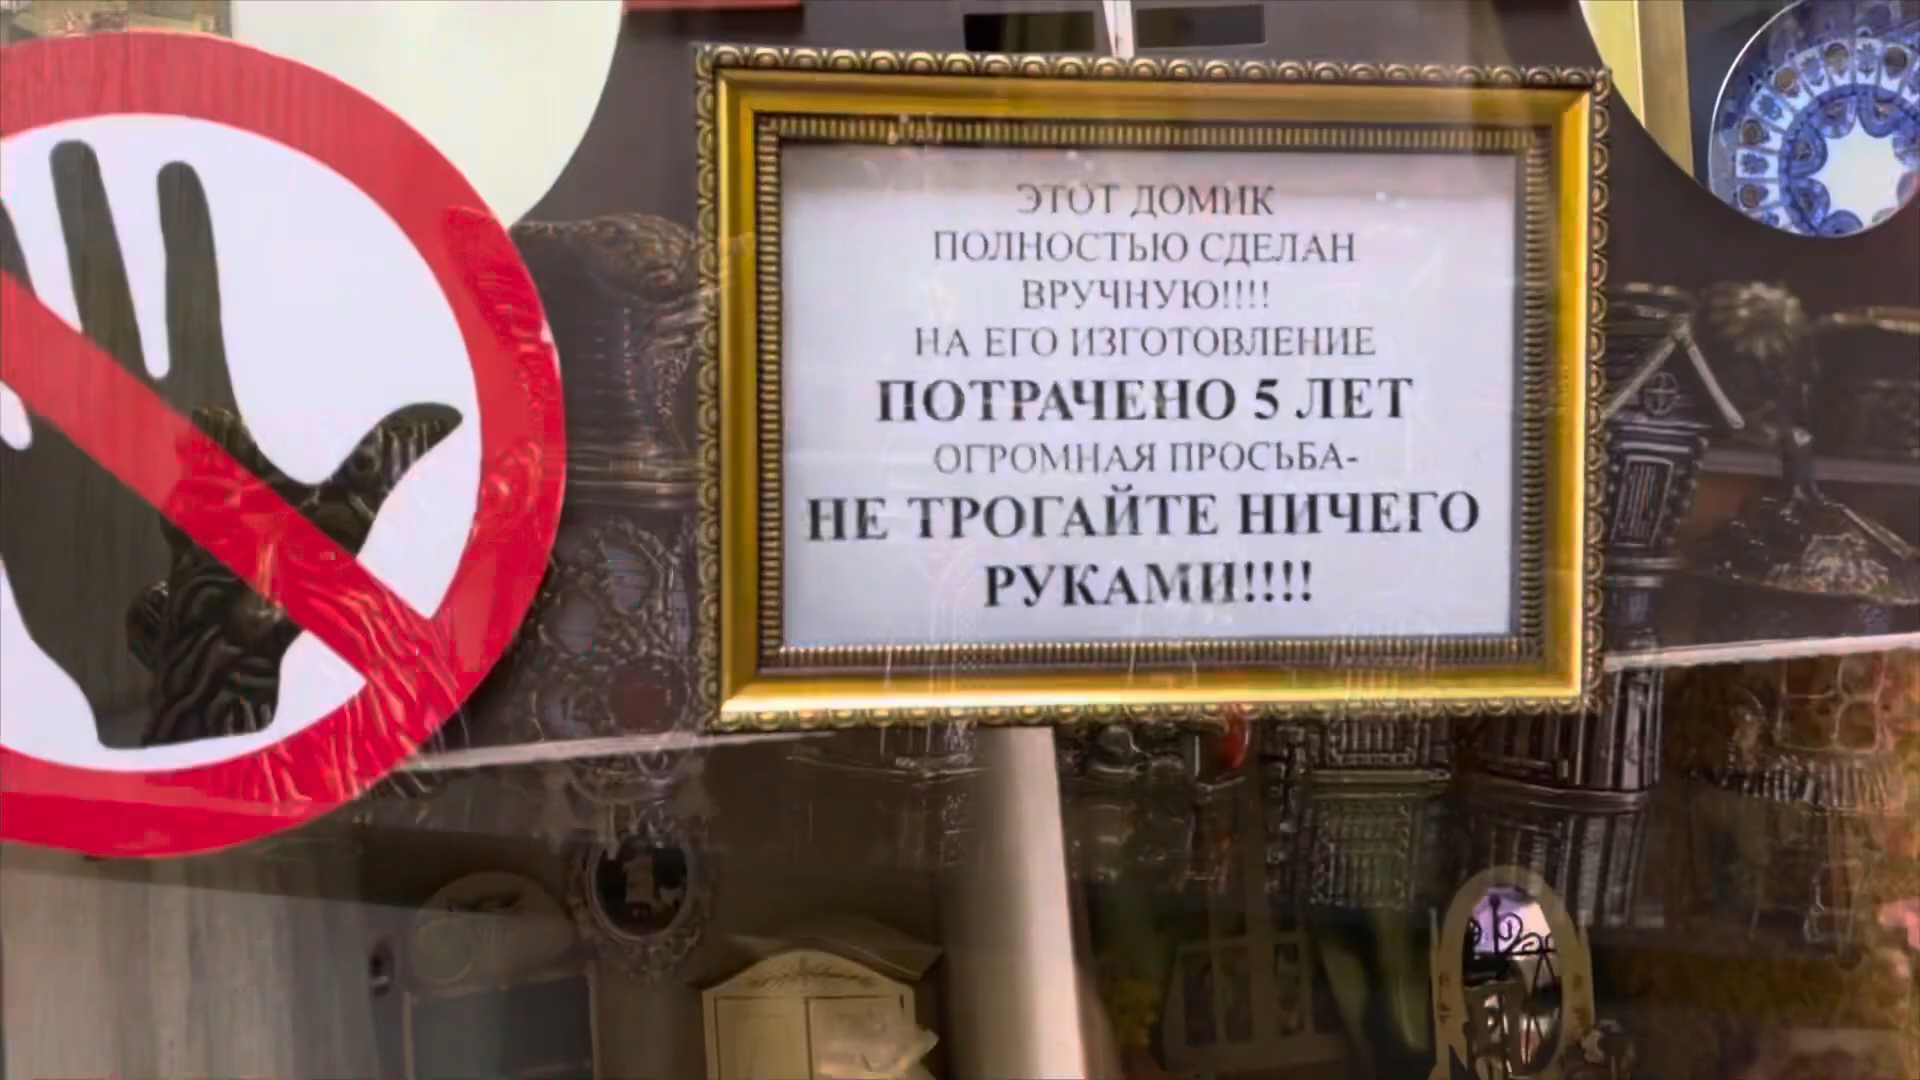 ЭТОТ ДОМИК
ПОЛНОСТЬЮ СДЕЛАН
ВРУЧНУЮ!!!!
НА ЕГО ИЗГОТОВЛЕНИЕ
ПОТРАЧЕНО 5 ЛЕТ
ОГРОМНАЯ ПРОСЬБА-
НЕ ТРОГАЙТЕ НИЧЕГО
РУКАМИ!!!!